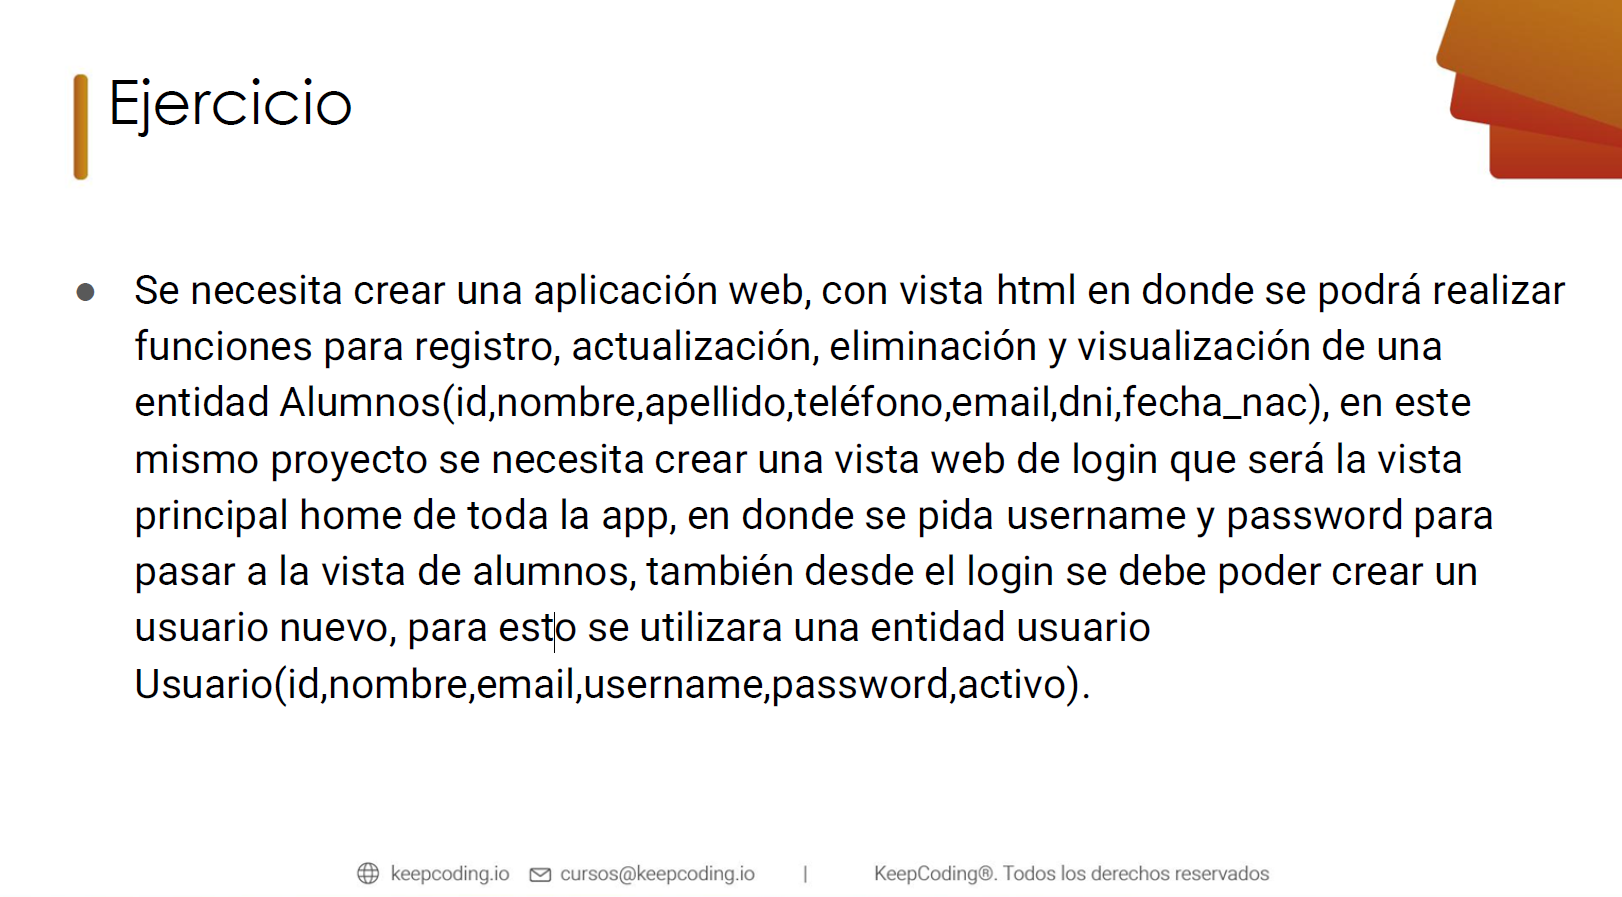 Ejercicio
Se necesita crear una aplicación web, con vista html en donde se podrá realizar
funciones para registro, actualización, eliminación y visualización de una
entidad Alumnos(id,nombre,apellido,teléfono,email,dni,fecha_nac), en este
mismo proyecto se necesita crear una vista web de login que será la vista
principal home de toda la app, en donde se pida username y password para
pasar a la vista de alumnos, también desde el login se debe poder crear un
usuario nuevo, para esto se utilizara una entidad usuario
Usuario(id,nombre,email,username,password,activo).
keepcoding.io cursos@keepcoding.io | KeepCoding®. Todos los derechos reservados